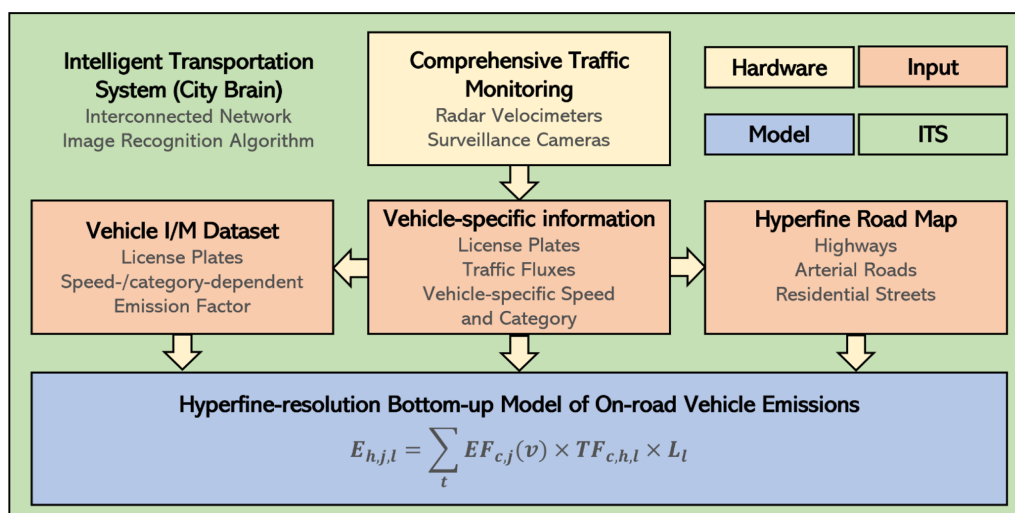 Intelligent Transportation
System (City Brain)
Interconnected Network
Image Recognition Algorithm
Comprehensive Traffic
Monitoring
Radar Velocimeters
Surveillance Cameras
Hardware
Input
Model
ITS
Vehicle I/M Dataset
License Plates
Speed-/category-dependent
Emission Factor
Vehicle-specific information
License Plates
Traffic Fluxes
Vehicle-specific Speed
and Category
Hyperfine Road Map
Highways
Arterial Roads
Residential Streets
Hyperfine-resolution Bottom-up Model of On-road Vehicle Emissions
E_{h,j,l} = ∑_t EF_{c,j}(v) × TF_{c,h,l} × L_l